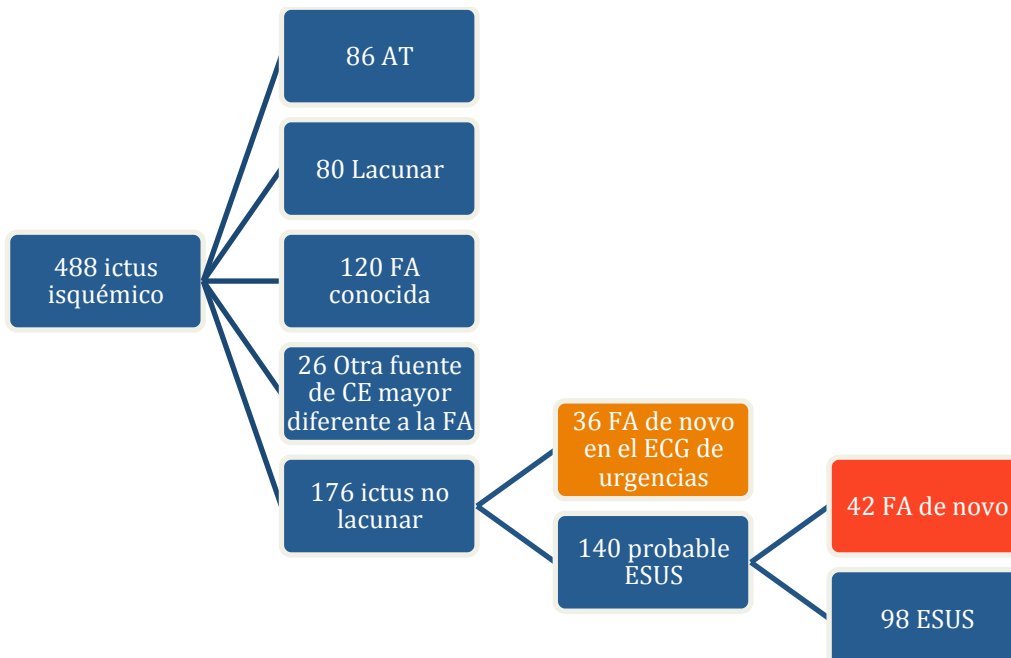 86 AT
80 Lacunar
488 ictus
isquémico
120 FA
conocida
26 Otra fuente
de CE mayor
diferente a la FA
176 ictus no
lacunar
36 FA de novo
en el ECG de
urgencias
140 probable
ESUS
42 FA de novo
98 ESUS